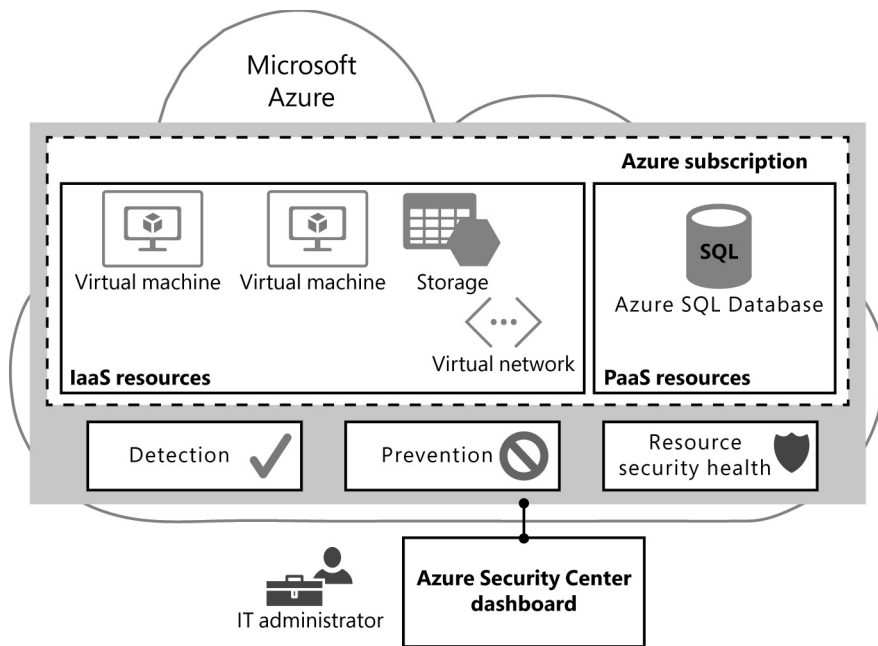 Microsoft
Azure
Azure subscription
SQL
Virtual machine
Virtual machine
Storage
Azure SQL Database
Virtual network
IaaS resources
PaaS resources
Detection
Prevention
Resource
security health
Azure Security Center
dashboard
IT administrator